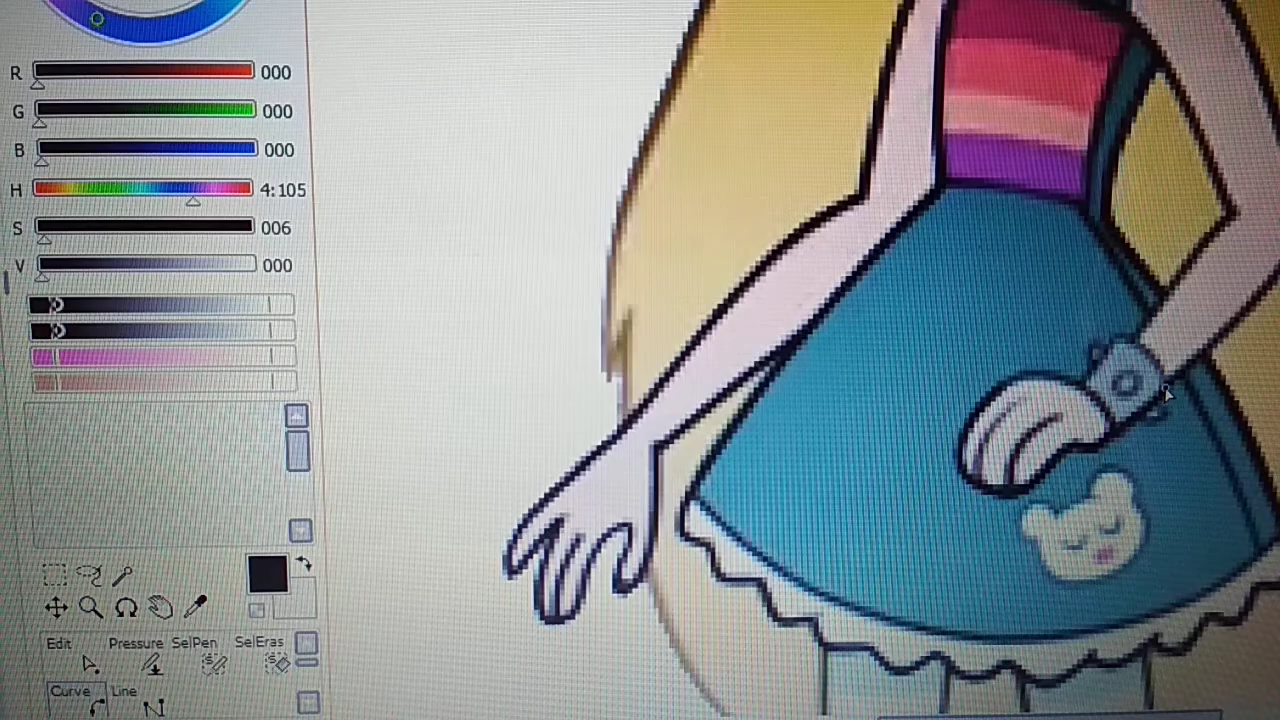 R 000
G 000
B 000
H 4:105
S 006
V 000
Edit Pressure SelPen SelEras
Curve Line